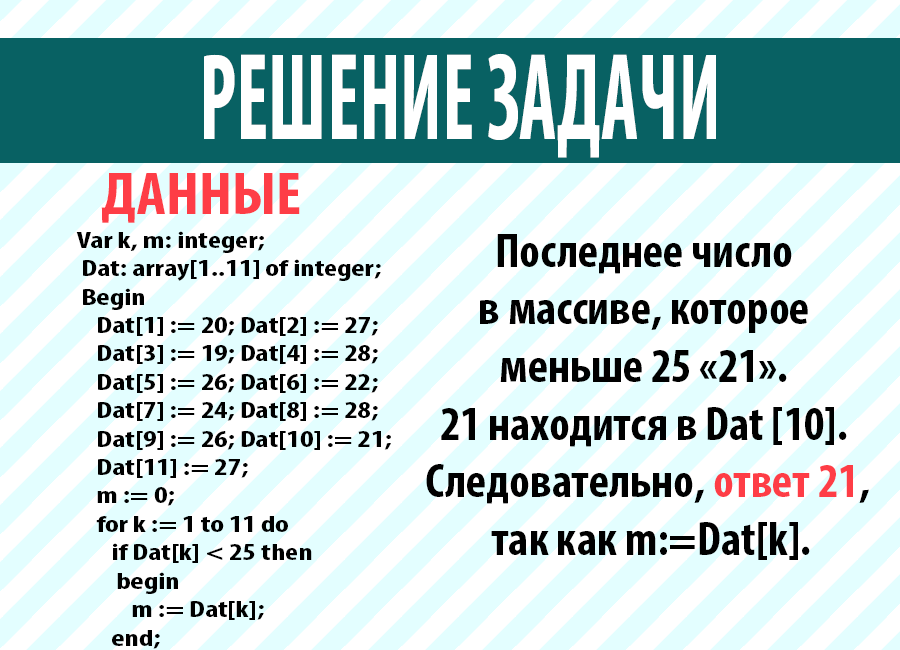 РЕШЕНИЕ ЗАДАЧИ
ДАННЫЕ
Var k, m: integer;
Dat: array[1..11] of integer;
Begin
Dat[1] := 20; Dat[2] := 27;
Dat[3] := 19; Dat[4] := 28;
Dat[5] := 26; Dat[6] := 22;
Dat[7] := 24; Dat[8] := 28;
Dat[9] := 26; Dat[10] := 21;
Dat[11] := 27;
m := 0;
for k := 1 to 11 do
if Dat[k] < 25 then
begin
m := Dat[k];
end;
Последнее число
в массиве, которое
меньше 25 «21».
21 находится в Dat [10].
Следовательно, ответ 21,
так как m:=Dat[k].